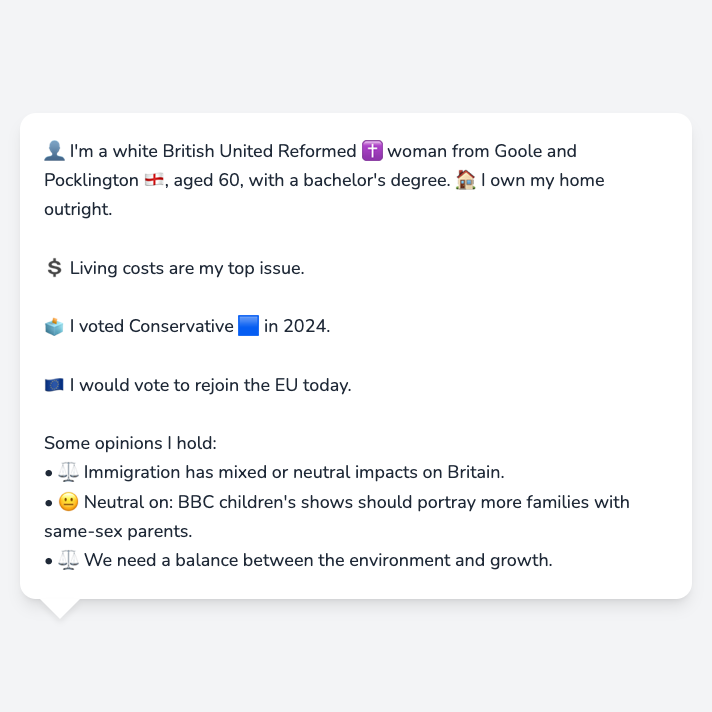 👤 I'm a white British United Reformed ✝️ woman from Goole and
Pocklington 🏴󠁧󠁢󠁥󠁮󠁧󠁿, aged 60, with a bachelor's degree. 🏠 I own my home
outright.
💲 Living costs are my top issue.
🗳️ I voted Conservative 🟦 in 2024.
🇪🇺 I would vote to rejoin the EU today.
Some opinions I hold:
• ⚖️ Immigration has mixed or neutral impacts on Britain.
• 😐 Neutral on: BBC children's shows should portray more families with
same-sex parents.
• ⚖️ We need a balance between the environment and growth.